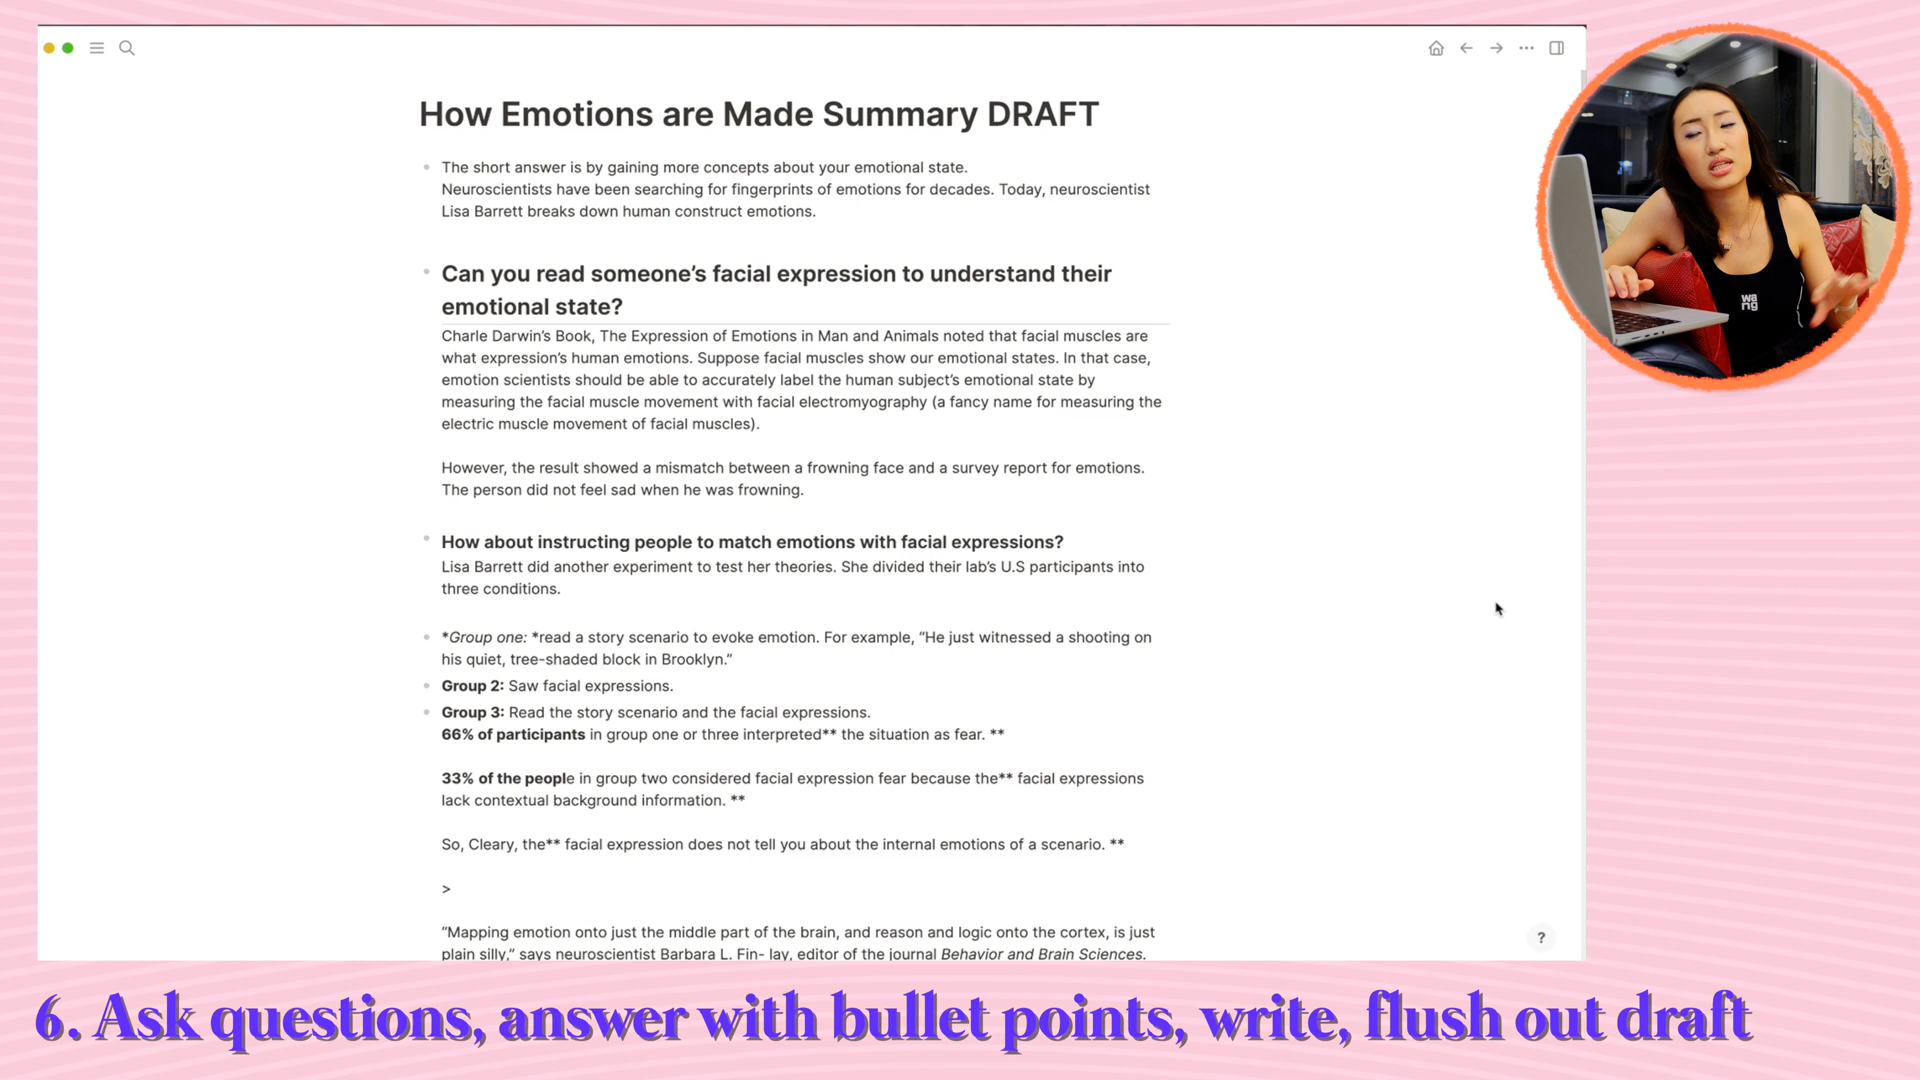 How Emotions are Made Summary DRAFT
The short answer is by gaining more concepts about your emotional state.
Neuroscientists have been searching for fingerprints of emotions for decades. Today, neuroscientist
Lisa Barrett breaks down human construct emotions.
Can you read someone’s facial expression to understand their
emotional state?
Charle Darwin’s Book, The Expression of Emotions in Man and Animals noted that facial muscles are
what expression’s human emotions. Suppose facial muscles show our emotional states. In that case,
emotion scientists should be able to accurately label the human subject’s emotional state by
measuring the facial muscle movement with facial electromyography (a fancy name for measuring the
electric muscle movement of facial muscles).
However, the result showed a mismatch between a frowning face and a survey report for emotions.
The person did not feel sad when he was frowning.
How about instructing people to match emotions with facial expressions?
Lisa Barrett did another experiment to test her theories. She divided their lab’s U.S participants into
three conditions.
*Group one: *read a story scenario to evoke emotion. For example, “He just witnessed a shooting on
his quiet, tree-shaded block in Brooklyn.”
Group 2: Saw facial expressions.
Group 3: Read the story scenario and the facial expressions.
66% of participants in group one or three interpreted** the situation as fear. **
33% of the people in group two considered facial expression fear because the** facial expressions
lack contextual background information. **
So, Cleary, the** facial expression does not tell you about the internal emotions of a scenario. **
>
“Mapping emotion onto just the middle part of the brain, and reason and logic onto the cortex, is just
plain silly,” says neuroscientist Barbara L. Fin- lay, editor of the journal Behavior and Brain Sciences.
?
wa
ng
6. Ask questions, answer with bullet points, write, flush out draft